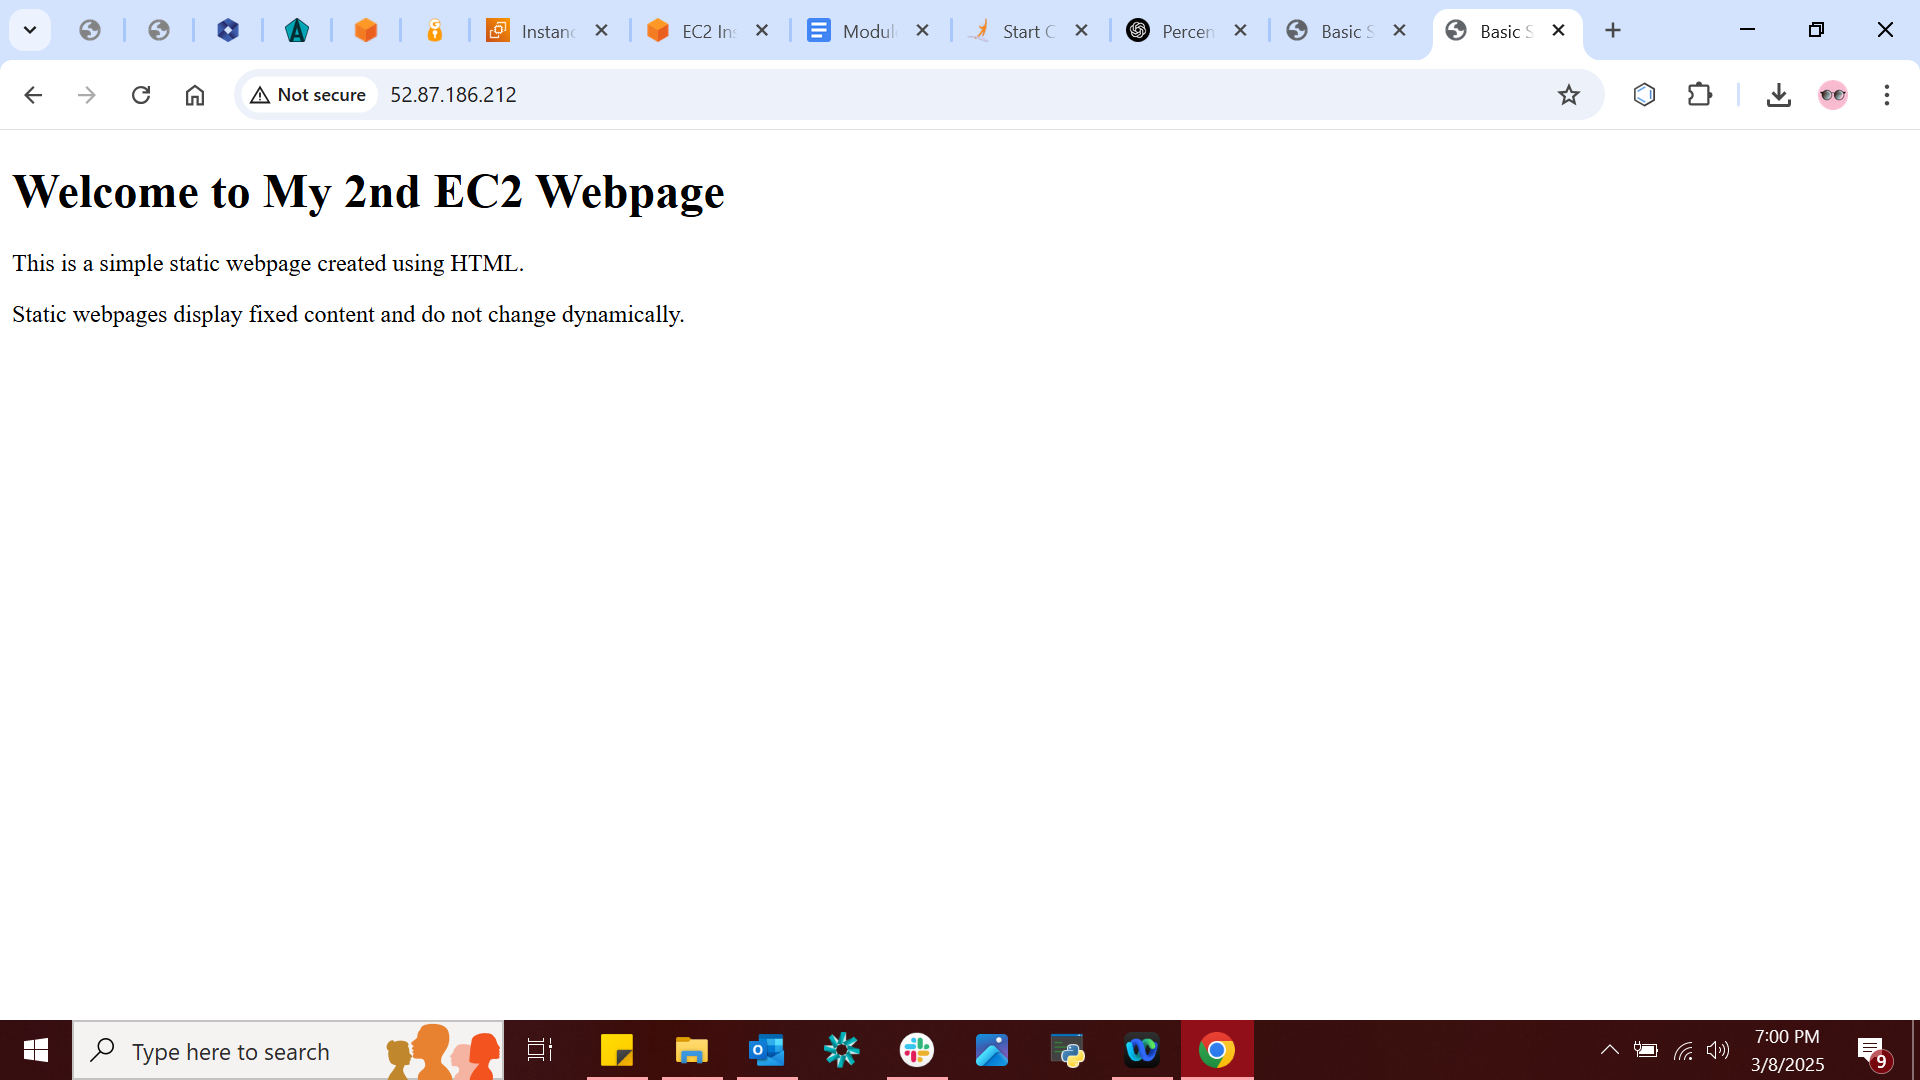 Instanc
EC2 Ins
Modul
Start C
Percen
Basic S
Basic S
Not secure
52.87.186.212
Welcome to My 2nd EC2 Webpage
This is a simple static webpage created using HTML.
Static webpages display fixed content and do not change dynamically.
Type here to search
7:00 PM
3/8/2025
9